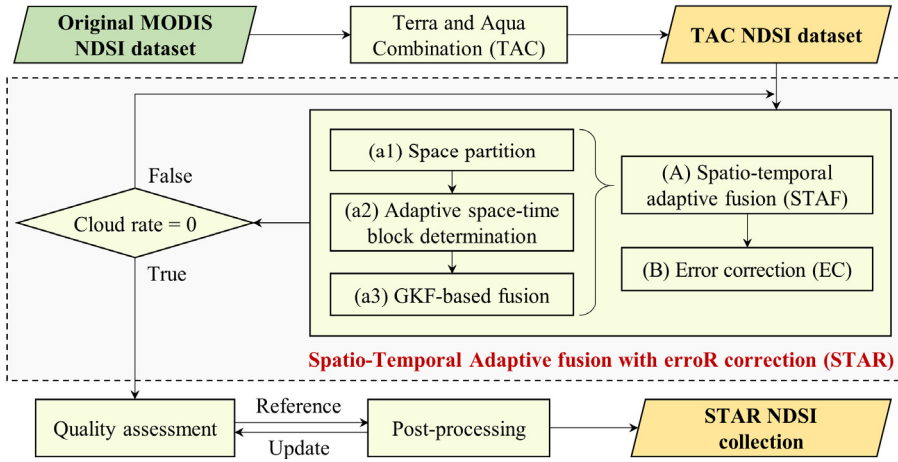 Original MODIS
NDSI dataset
Terra and Aqua
Combination (TAC)
TAC NDSI dataset
(a1) Space partition
(a2) Adaptive space-time
block determination
(a3) GKF-based fusion
(A) Spatio-temporal
adaptive fusion (STAF)
(B) Error correction (EC)
False
Cloud rate = 0
True
Spatio-Temporal Adaptive fusion with erroR correction (STAR)
Quality assessment
Reference
Update
Post-processing
STAR NDSI
collection